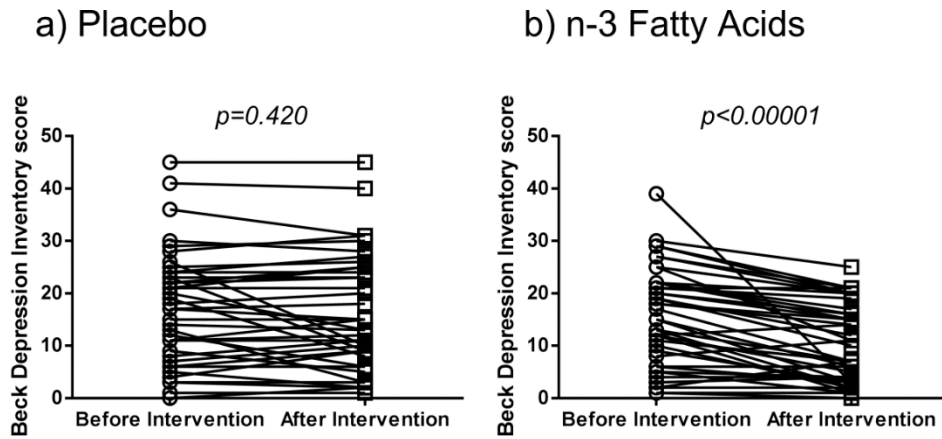 a) Placebo
p=0.420
Beck Depression Inventory score
50
40
30
20
10
0
Before Intervention After Intervention
b) n-3 Fatty Acids
p<0.00001
Beck Depression Inventory score
50
40
30
20
10
0
Before Intervention After Intervention